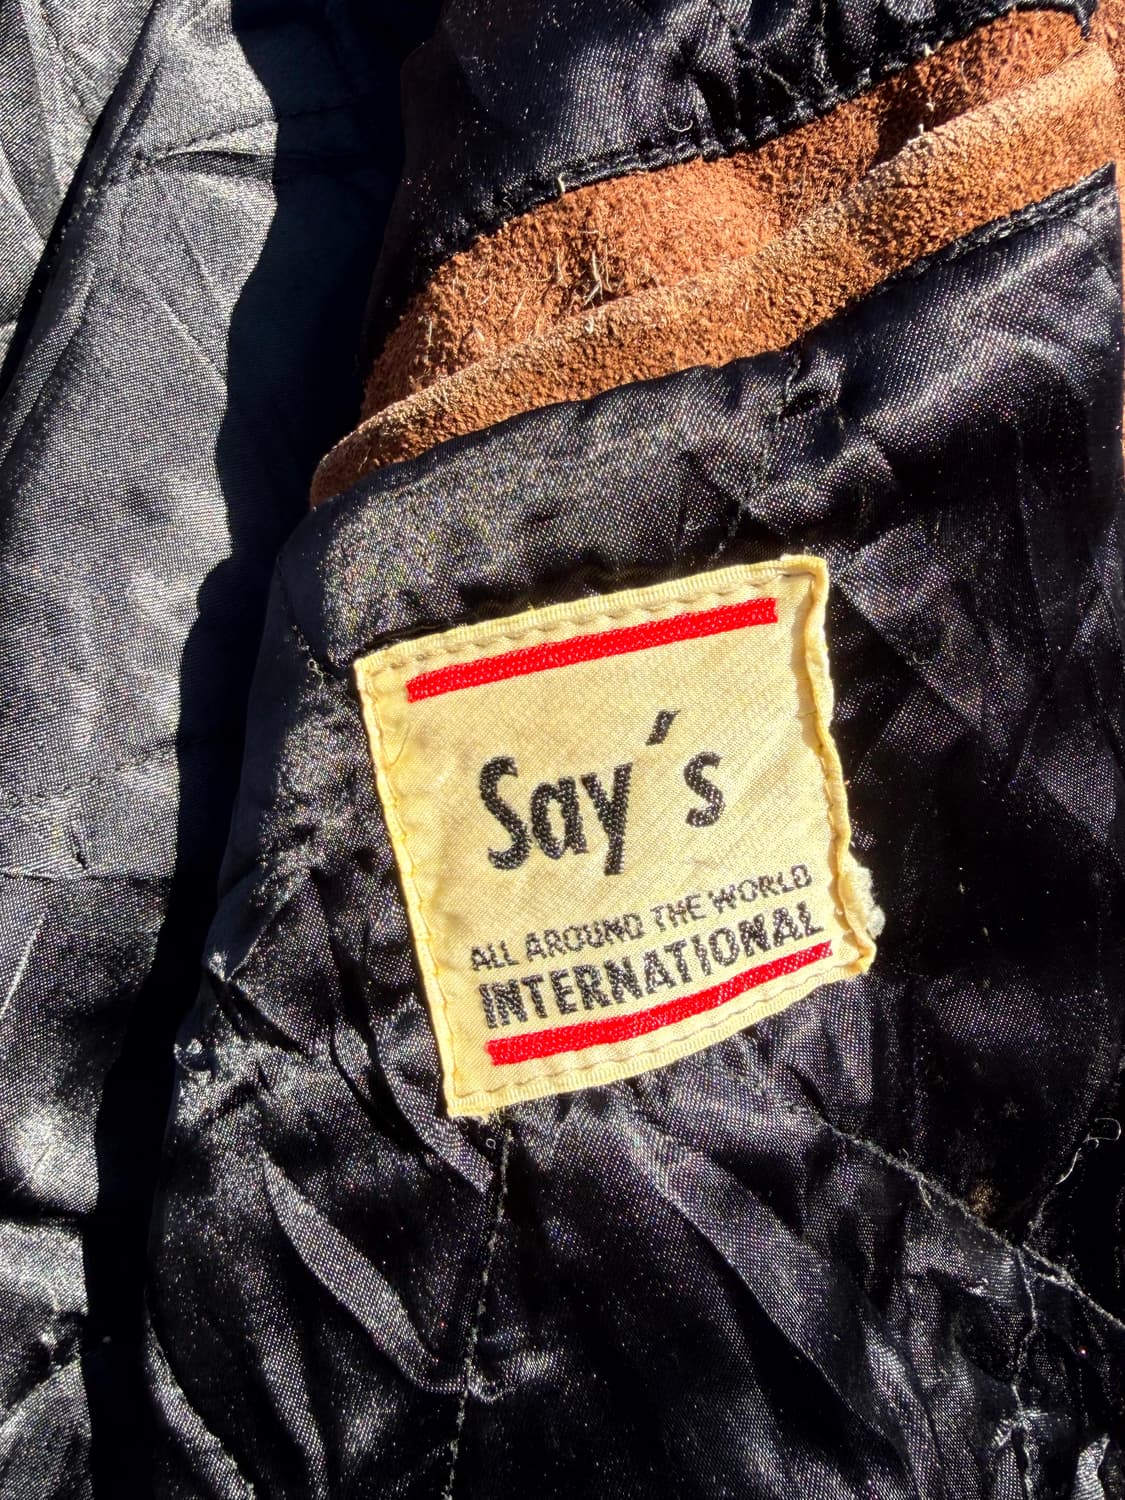 Say's
ALL AROUND THE WORLD
INTERNATIONAL